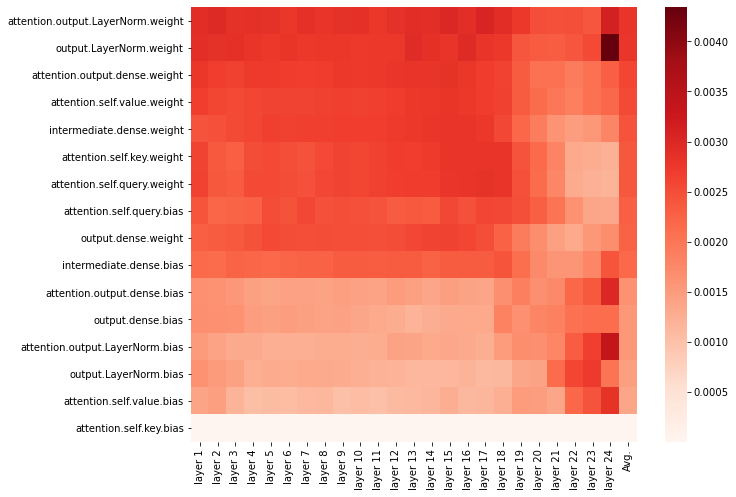 attention.output.LayerNorm.weight
output.LayerNorm.weight
attention.output.dense.weight
attention.self.value.weight
intermediate.dense.weight
attention.self.key.weight
attention.self.query.weight
attention.self.query.bias
output.dense.weight
intermediate.dense.bias
attention.output.dense.bias
output.dense.bias
attention.output.LayerNorm.bias
output.LayerNorm.bias
attention.self.value.bias
attention.self.key.bias
layer 1
layer 2
layer 3
layer 4
layer 5
layer 6
layer 7
layer 8
layer 9
layer 10
layer 11
layer 12
layer 13
layer 14
layer 15
layer 16
layer 17
layer 18
layer 19
layer 20
layer 21
layer 22
layer 23
layer 24
Avg.
0.0040
0.0035
0.0030
0.0025
0.0020
0.0015
0.0010
0.0005